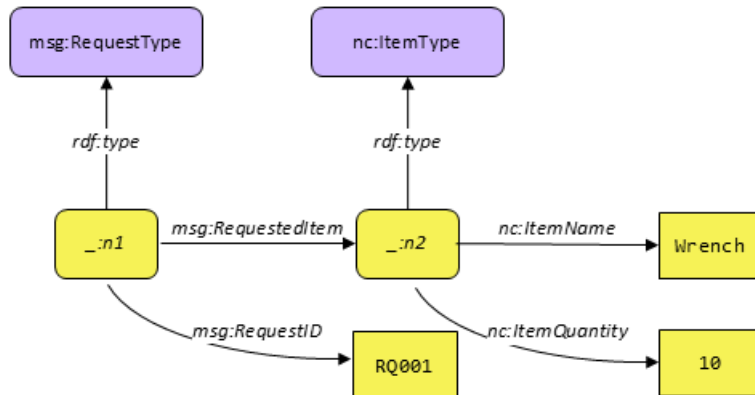 msg:RequestType
nc:ItemType
rdf:type
rdf:type
_:n1
msg:RequestedItem
_:n2
nc:ItemName
Wrench
msg:RequestID
RQ001
nc:ItemQuantity
10